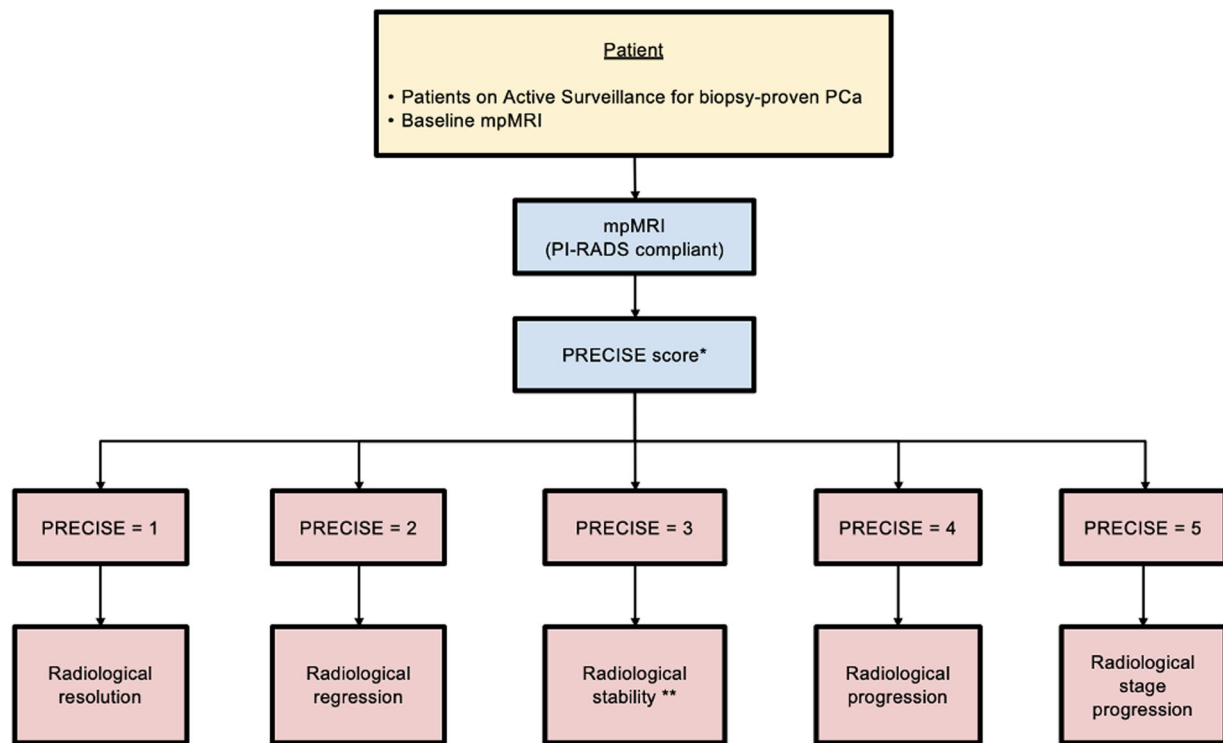 Patient
• Patients on Active Surveillance for biopsy-proven PCa
• Baseline mpMRI
mpMRI
(PI-RADS compliant)
PRECISE score*
PRECISE = 1
PRECISE = 2
PRECISE = 3
PRECISE = 4
PRECISE = 5
Radiological
resolution
Radiological
regression
Radiological
stability **
Radiological
progression
Radiological
stage
progression